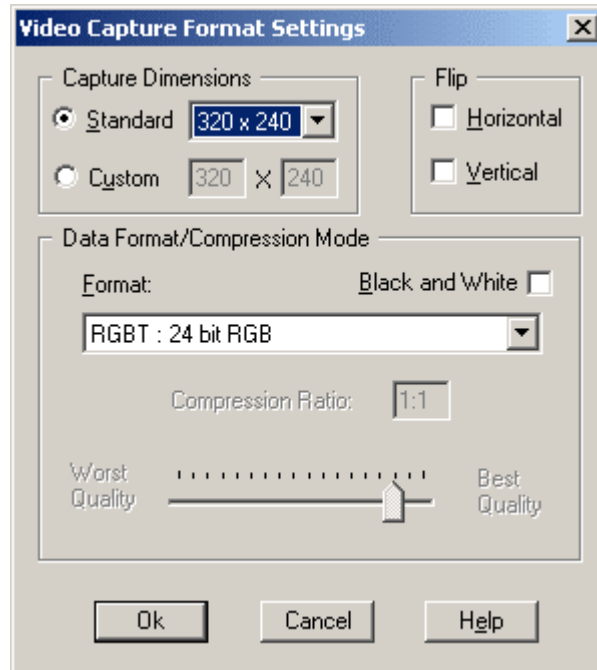 Video Capture Format Settings
Capture Dimensions
Standard 320 x 240
Custom 320 X 240
Flip
Horizontal
Vertical
Data Format/Compression Mode
Format: Black and White
RGBT : 24 bit RGB
Compression Ratio: 1:1
Worst Quality
Best Quality
Ok Cancel Help